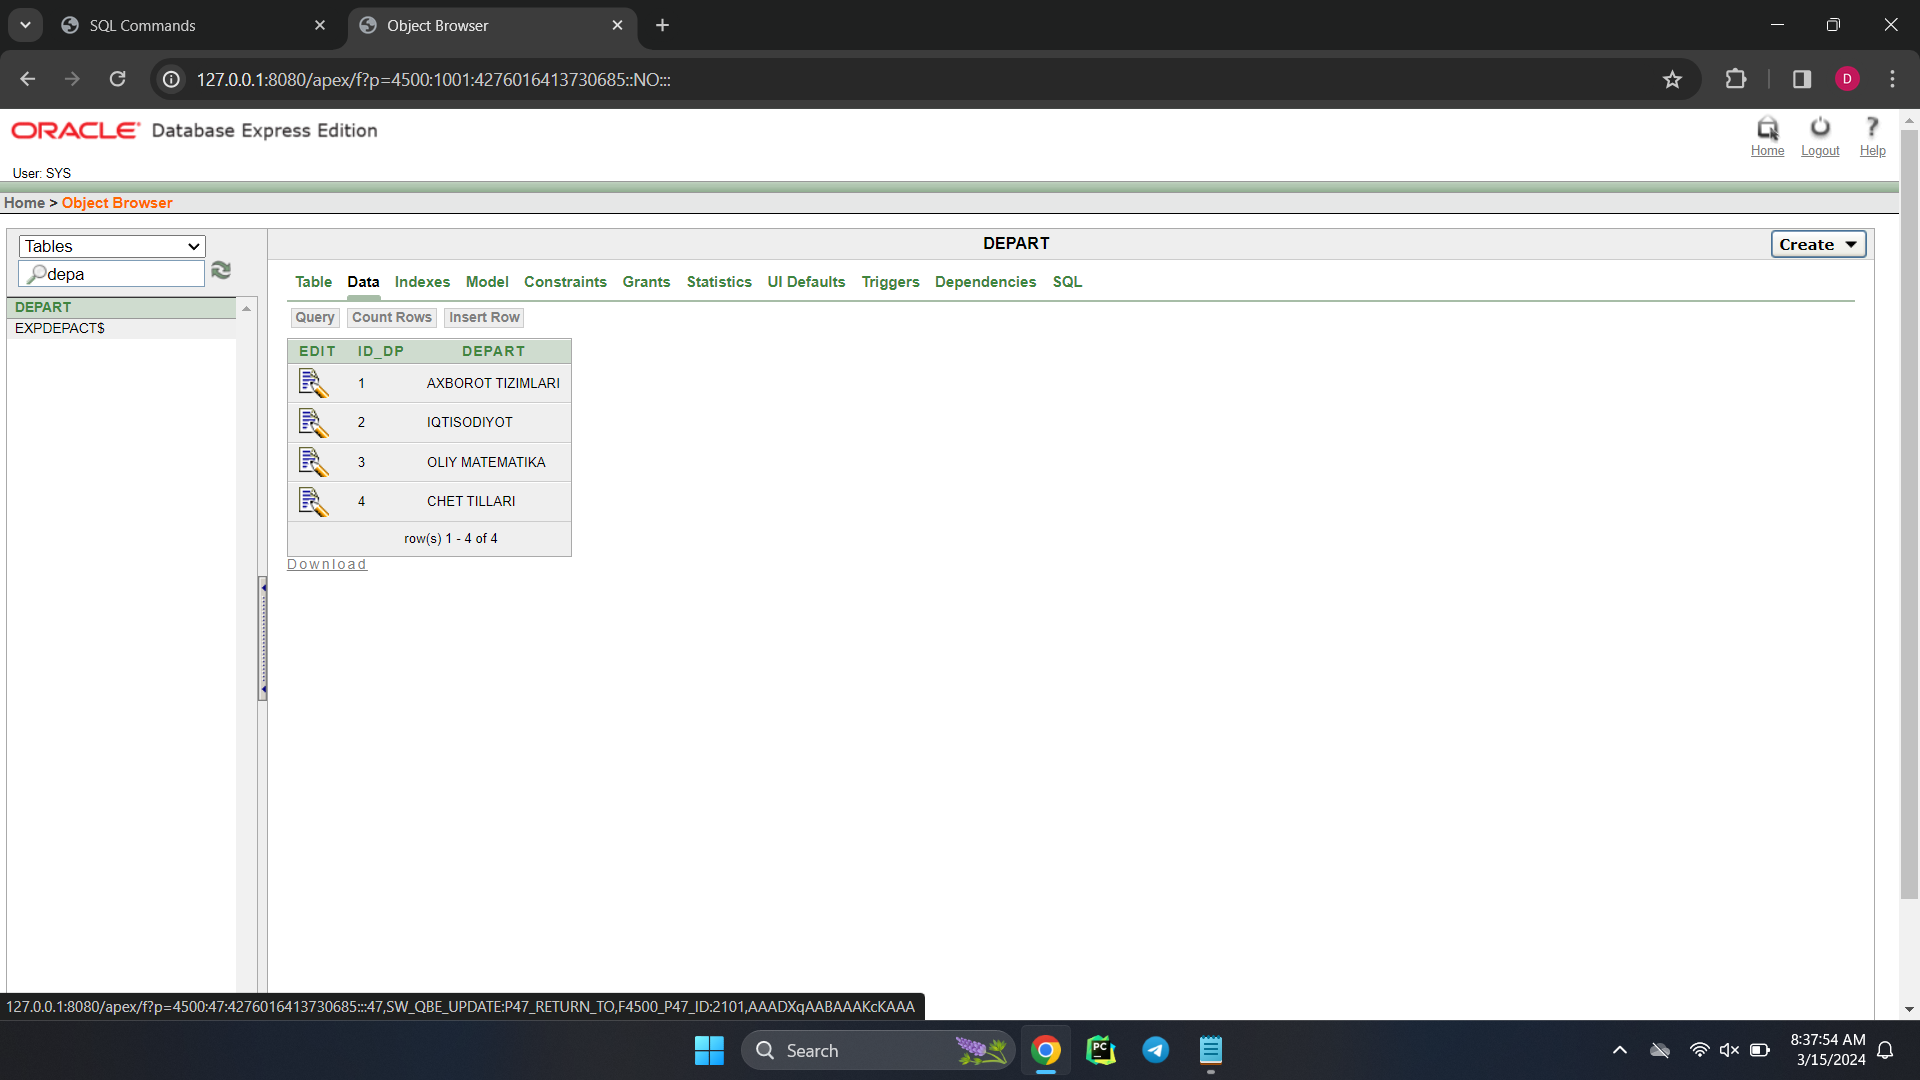 SQL Commands
Object Browser
127.0.0.1:8080/apex/f?p=4500:1001:4276016413730685::NO:::
D
ORACLE Database Express Edition
Home Logout Help
User: SYS
Home > Object Browser
Tables
depa
DEPART
EXPDEPACT$
DEPART
Create
Table Data Indexes Model Constraints Grants Statistics UI Defaults Triggers Dependencies SQL
Query Count Rows Insert Row
EDIT ID_DP DEPART
1 AXBOROT TIZIMLARI
2 IQTISODIYOT
3 OLIY MATEMATIKA
4 CHET TILLARI
row(s) 1 - 4 of 4
Download
127.0.0.1:8080/apex/f?p=4500:47:4276016413730685:::47,SW_QBE_UPDATE:P47_RETURN_TO,F4500_P47_ID:2101,AAADXqAABAAAKcKAAA
Search
PC
8:37:54 AM
3/15/2024